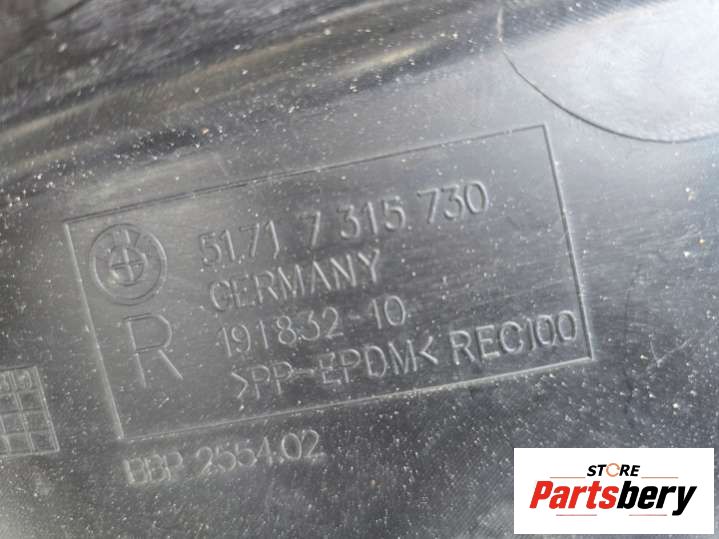 51.71 7 315 730
GERMANY
R
191832-10
>PP-EPDM< REC100
BBP 2554.02
STORE
Partsbery